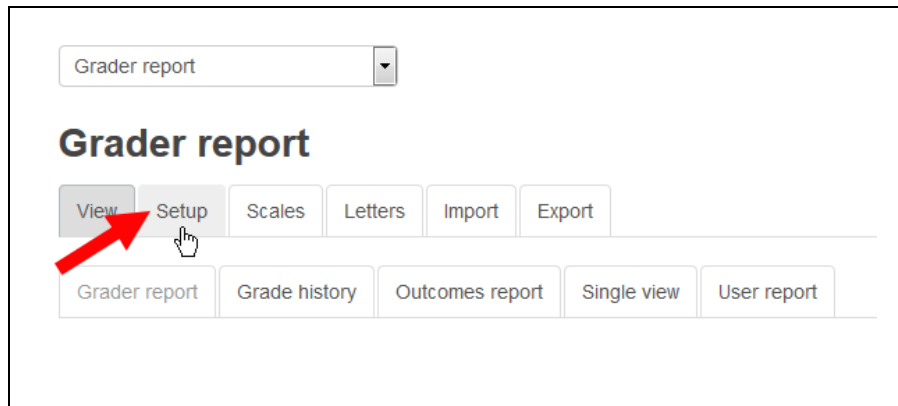 Grader report
Grader report
View Setup Scales Letters Import Export
Grader report Grade history Outcomes report Single view User report